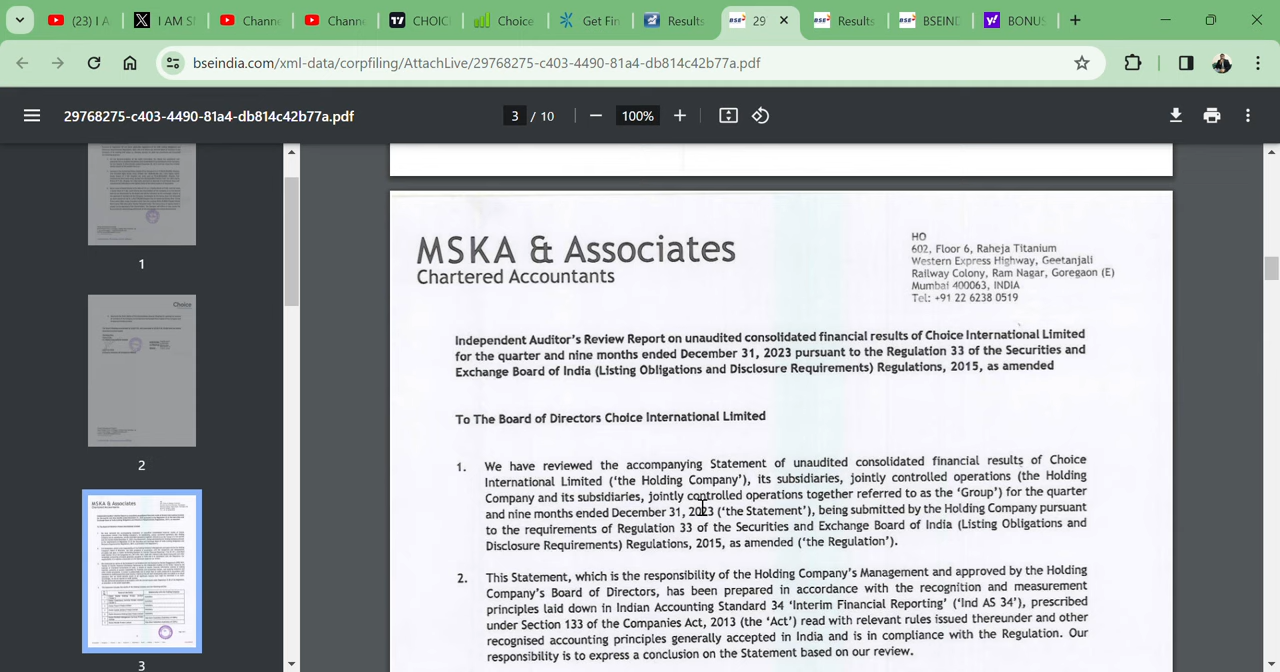 (23) I A
I AM S
Chann
Chann
CHOIC
Choice
Get Fin
Results
BSE
29
BSE
Results
BSE
BSEIND
BONU
bseindia.com/xml-data/corpfiling/AttachLive/29768275-c403-4490-81a4-db814c42b77a.pdf
29768275-c403-4490-81a4-db814c42b77a.pdf
3 / 10
100%
1
Choice
2
MSKA & Associates
3
MSKA & Associates
Chartered Accountants
HO
602, Floor 6, Raheja Titanium
Western Express Highway, Geetanjali
Railway Colony, Ram Nagar, Goregaon (E)
Mumbai 400063, INDIA
Tel: +91 22 6238 0519
Independent Auditor's Review Report on unaudited consolidated financial results of Choice International Limited
for the quarter and nine months ended December 31, 2023 pursuant to the Regulation 33 of the Securities and
Exchange Board of India (Listing Obligations and Disclosure Requirements) Regulations, 2015, as amended
To The Board of Directors Choice International Limited
1. We have reviewed the accompanying Statement of unaudited consolidated financial results of Choice
International Limited ('the Holding Company'), its subsidiaries, jointly controlled operations (the Holding
Company and its subsidiaries, jointly controlled operations together referred to as the 'Group') for the quarter
and nine months ended December 31, 2023 ('the Statement'), being submitted by the Holding Company pursuant
to the requirements of Regulation 33 of the Securities and Exchange Board of India (Listing Obligations and
Disclosure Requirements) Regulations, 2015, as amended ('the Regulation').
2. This Statement, which is the responsibility of the Holding Company's Management and approved by the Holding
Company's Board of Directors, has been prepared in accordance with the recognition and measurement
principles laid down in Indian Accounting Standard 34 'Interim Financial Reporting' ('Ind AS 34'), prescribed
under Section 133 of the Companies Act, 2013 (the 'Act') read with relevant rules issued thereunder and other
recognised accounting principles generally accepted in India and is in compliance with the Regulation. Our
responsibility is to express a conclusion on the Statement based on our review.